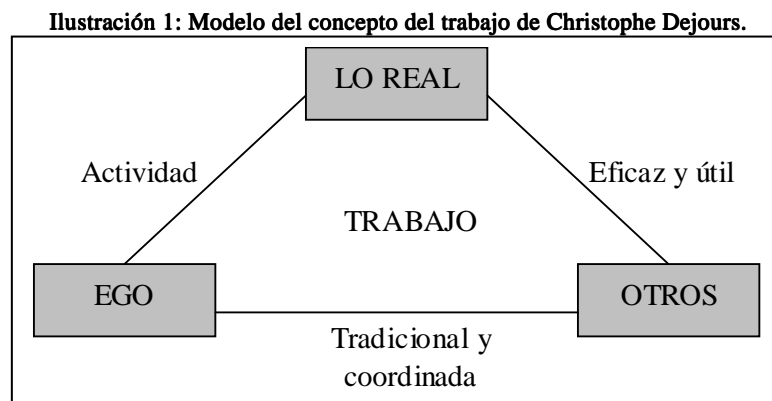 Ilustración 1: Modelo del concepto del trabajo de Christophe Dejours.
LO REAL
Actividad
Eficaz y útil
TRABAJO
EGO
OTROS
Tradicional y
coordinada